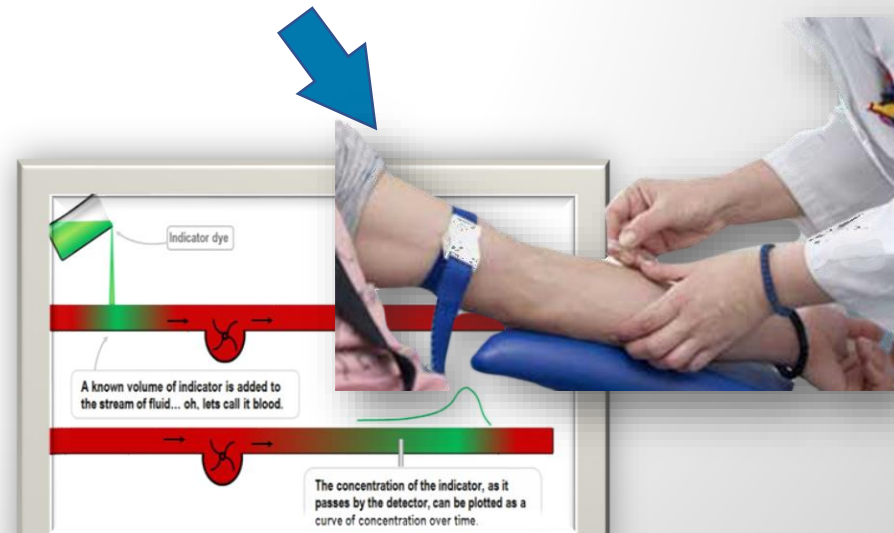 Indicator dye
A known volume of indicator is added to
the stream of fluid... oh, lets call it blood.
The concentration of the indicator, as it
passes by the detector, can be plotted as a
curve of concentration over time.